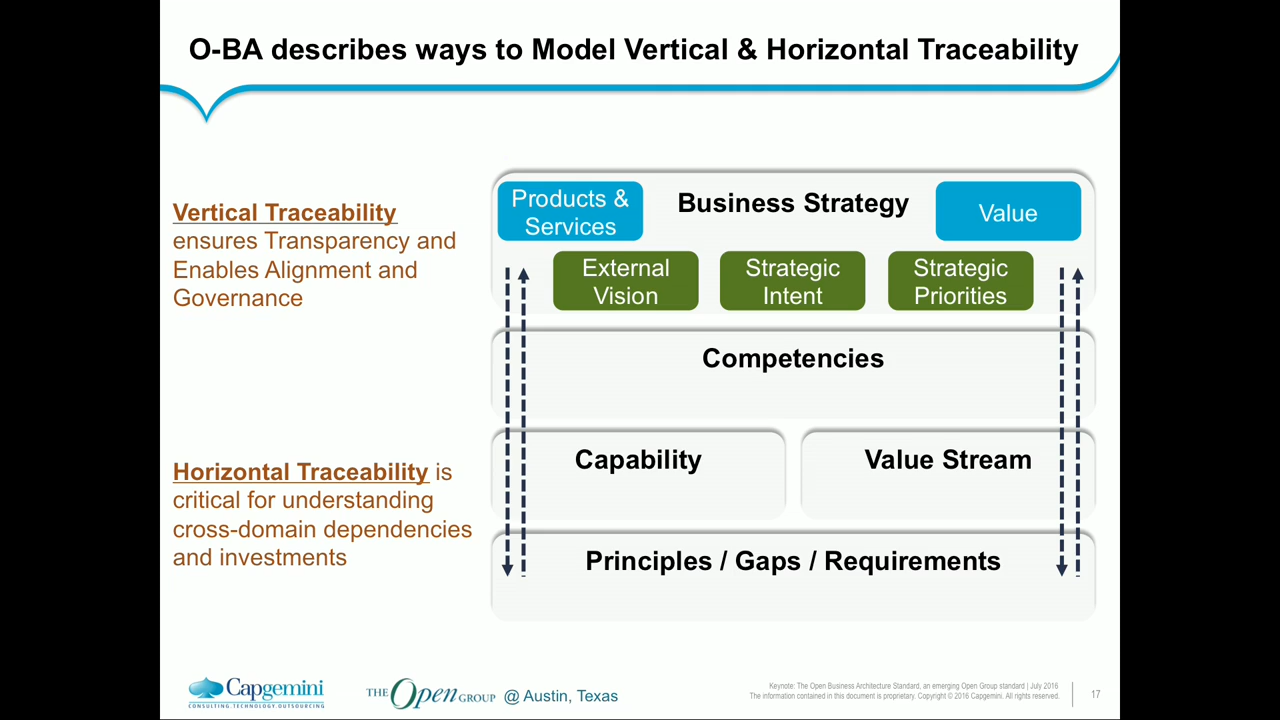 O-BA describes ways to Model Vertical & Horizontal Traceability
Vertical Traceability
ensures Transparency and
Enables Alignment and
Governance
Horizontal Traceability is
critical for understanding
cross-domain dependencies
and investments
Products &
Services
Business Strategy
Value
External
Vision
Strategic
Intent
Strategic
Priorities
Competencies
Capability
Value Stream
Principles / Gaps / Requirements
Capgemini
CONSULTING.TECHNOLOGY.OUTSOURCING
THE Open GROUP @ Austin, Texas
Keynote: The Open Business Architecture Standard, an emerging Open Group standard | July 2016
The information contained in this document is proprietary. Copyright © 2016 Capgemini. All rights reserved.
17